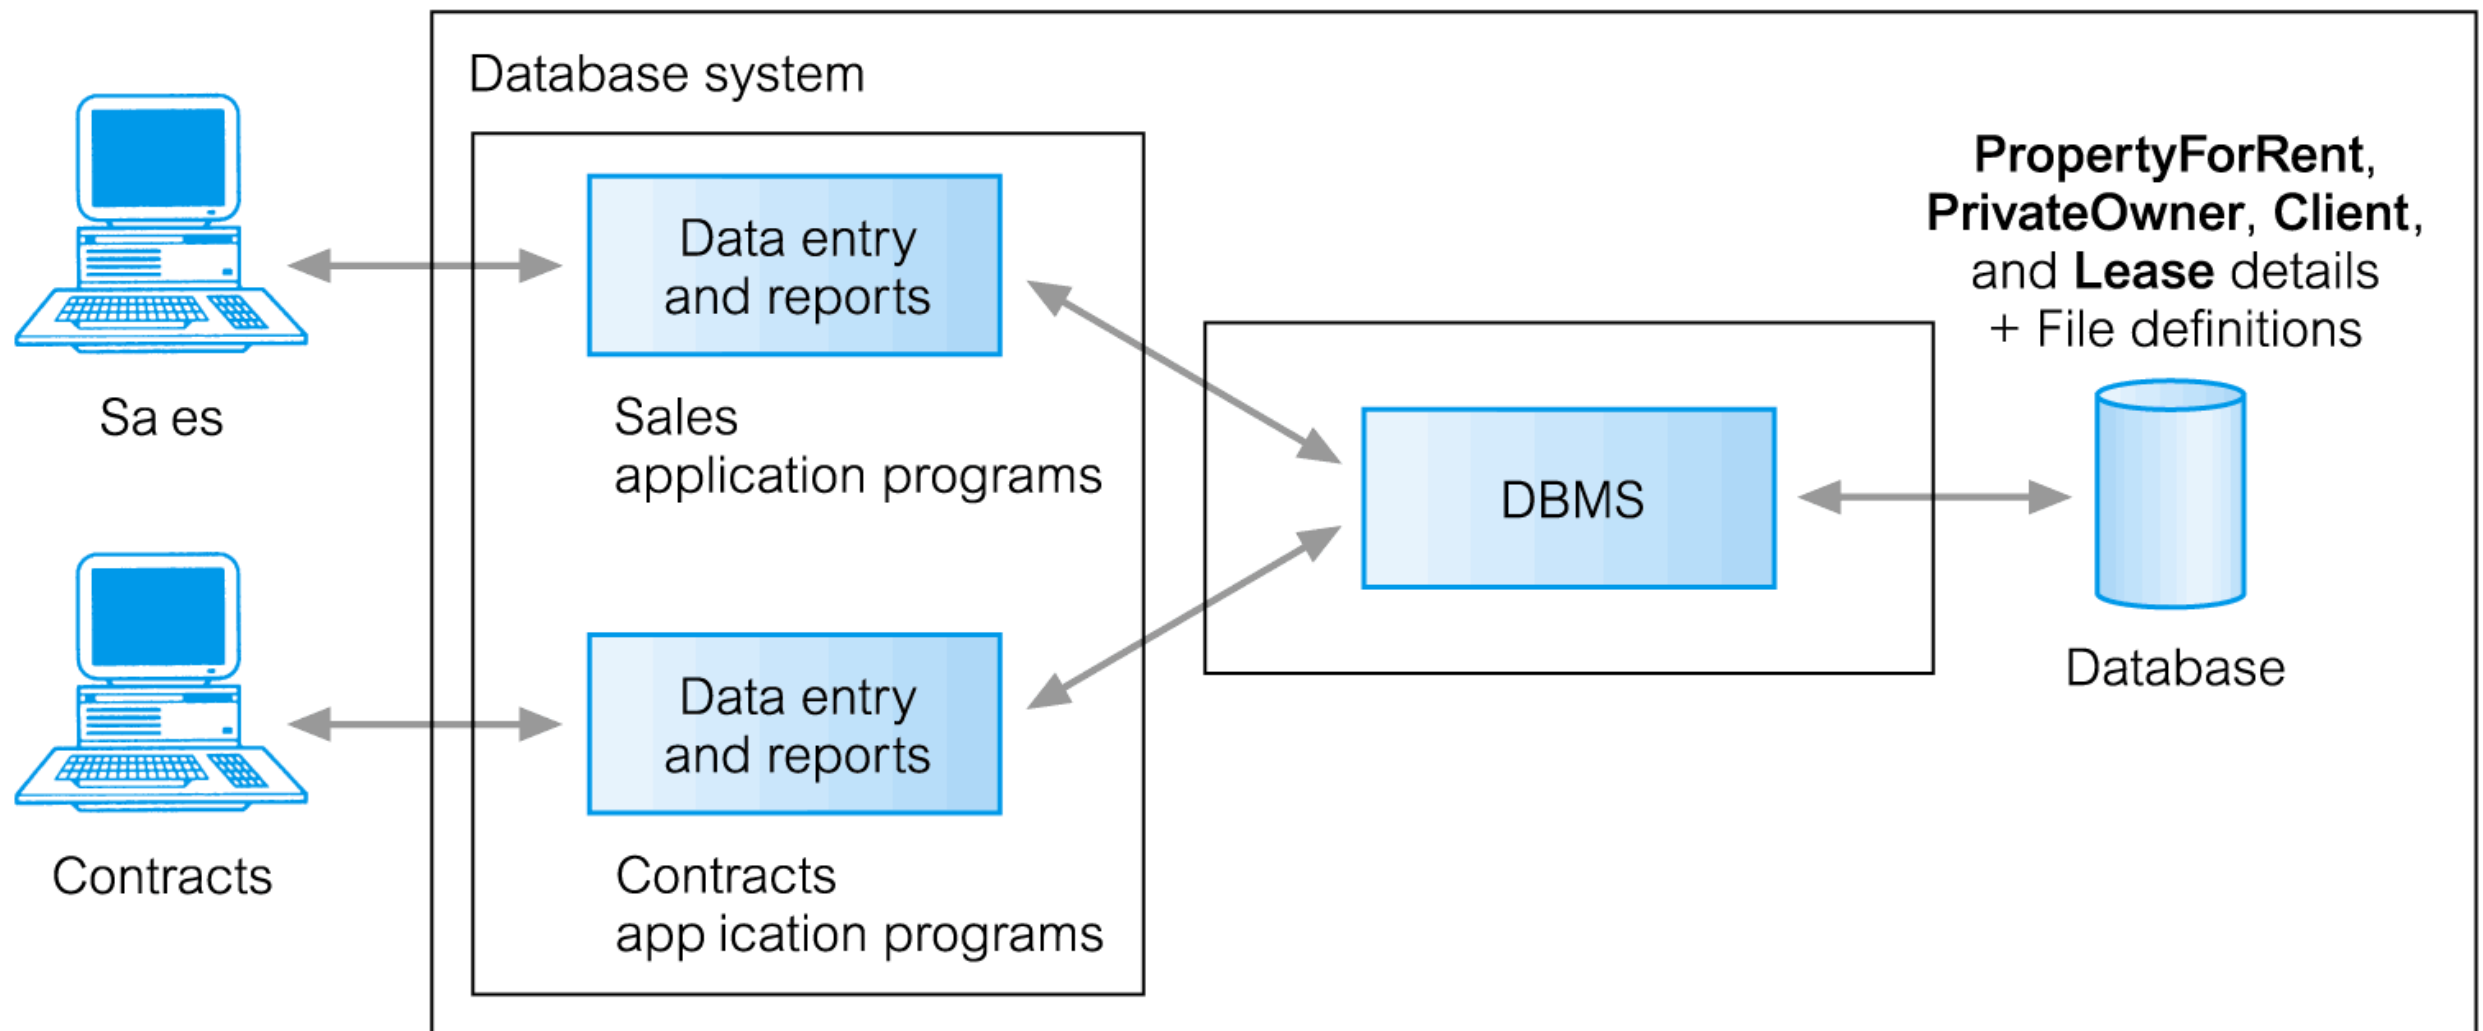 Database system
PropertyForRent,
PrivateOwner, Client,
and Lease details
+ File definitions
Data entry
and reports
Sa es
Sales
application programs
DBMS
Database
Data entry
and reports
Contracts
Contracts
app ication programs